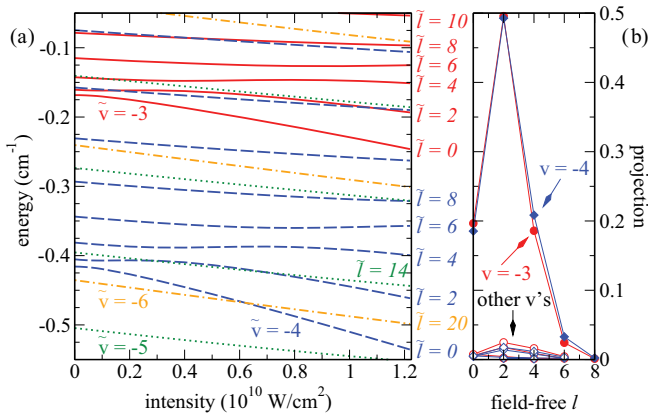 (a)
energy (cm⁻¹)
-0.1
-0.2
-0.3
-0.4
-0.5
ṽ = -3
ṽ = -6
ṽ = -4
ṽ = -5
l̃ = 14
0
0.2
0.4
0.6
0.8
1
1.2
intensity (10¹⁰ W/cm²)
l̃ = 10
l̃ = 8
l̃ = 6
l̃ = 4
l̃ = 2
l̃ = 0
l̃ = 8
l̃ = 6
l̃ = 4
l̃ = 2
l̃ = 20
l̃ = 0
(b)
0.5
0.4
0.3
0.2
0.1
0
projection
v = -4
v = -3
other v's
0
2
4
6
8
field-free l